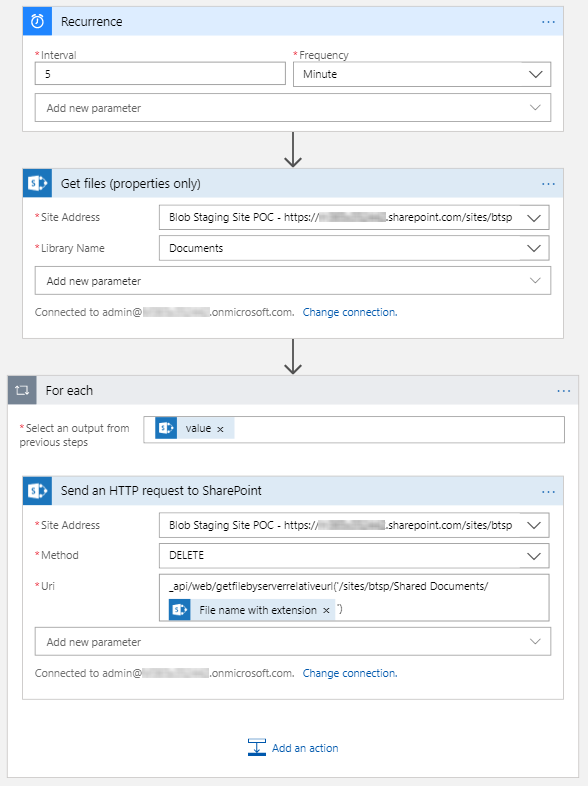 Recurrence
*Interval
*Frequency
5
Minute
Add new parameter
Get files (properties only)
*Site Address
Blob Staging Site POC - https://
.sharepoint.com/sites/btsp
*Library Name
Documents
Add new parameter
Connected to admin@
.onmicrosoft.com. Change connection.
For each
*Select an output from
previous steps
value ×
Send an HTTP request to SharePoint
*Site Address
Blob Staging Site POC - https://
.sharepoint.com/sites/btsp
*Method
DELETE
*Uri
_api/web/getfilebyserverrelativeurl('/sites/btsp/Shared Documents/
File name with extension × ')
Add new parameter
Connected to admin@
.onmicrosoft.com. Change connection.
Add an action